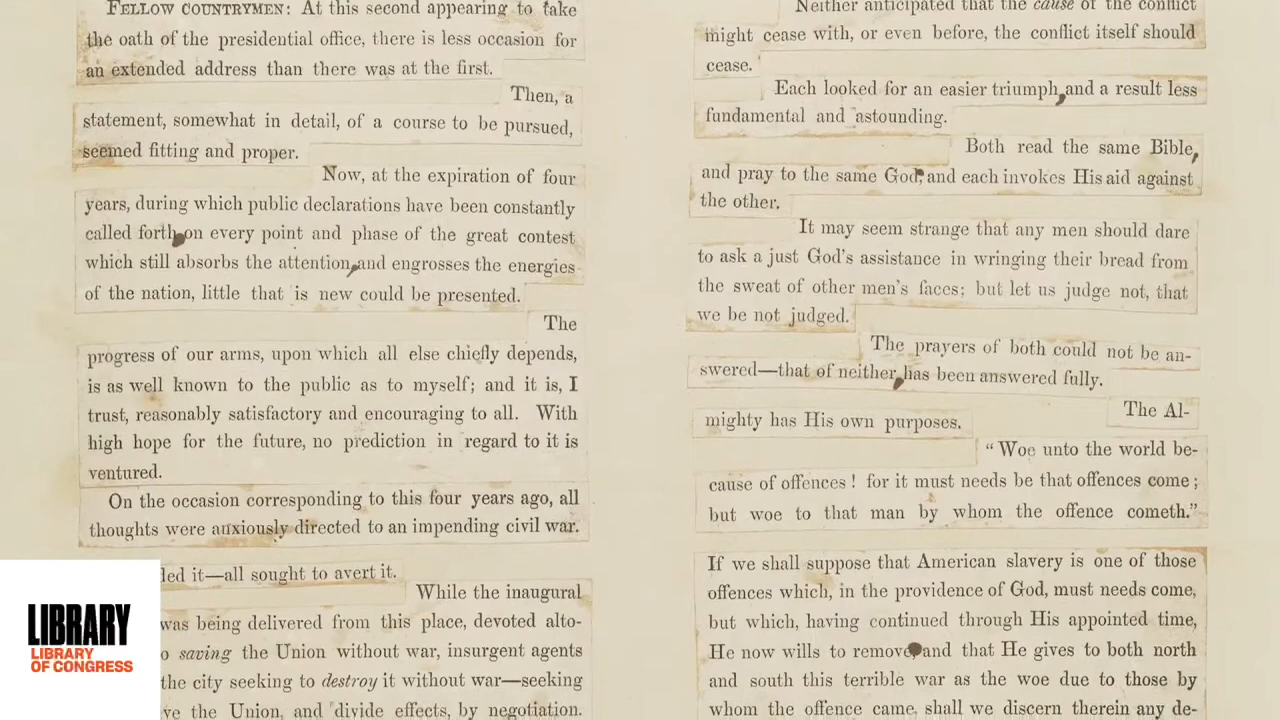 FELLOW COUNTRYMEN: At this second appearing to take
the oath of the presidential office, there is less occasion for
an extended address than there was at the first.
Then, a
statement, somewhat in detail, of a course to be pursued,
seemed fitting and proper.
Now, at the expiration of four
years, during which public declarations have been constantly
called forth, on every point and phase of the great contest
which still absorbs the attention, and engrosses the energies
of the nation, little that is new could be presented.
The
progress of our arms, upon which all else chiefly depends,
is as well known to the public as to myself; and it is, I
trust, reasonably satisfactory and encouraging to all. With
high hope for the future, no prediction in regard to it is
ventured.
On the occasion corresponding to this four years ago, all
thoughts were anxiously directed to an impending civil war.
ded it—all sought to avert it.
While the inaugural
was being delivered from this place, devoted alto-
o saving the Union without war, insurgent agents
the city seeking to destroy it without war—seeking
ve the Union, and divide effects, by negotiation.
Neither anticipated that the cause of the conflict
might cease with, or even before, the conflict itself should
cease.
Each looked for an easier triumph, and a result less
fundamental and astounding.
Both read the same Bible,
and pray to the same God; and each invokes His aid against
the other.
It may seem strange that any men should dare
to ask a just God's assistance in wringing their bread from
the sweat of other men's faces; but let us judge not, that
we be not judged.
The prayers of both could not be an-
swered—that of neither, has been answered fully.
The Al-
mighty has His own purposes.
"Woe unto the world be-
cause of offences! for it must needs be that offences come;
but woe to that man by whom the offence cometh."
If we shall suppose that American slavery is one of those
offences which, in the providence of God, must needs come,
but which, having continued through His appointed time,
He now wills to remove, and that He gives to both north
and south this terrible war as the woe due to those by
whom the offence came, shall we discern therein any de-
LIBRARY
LIBRARY
OF CONGRESS